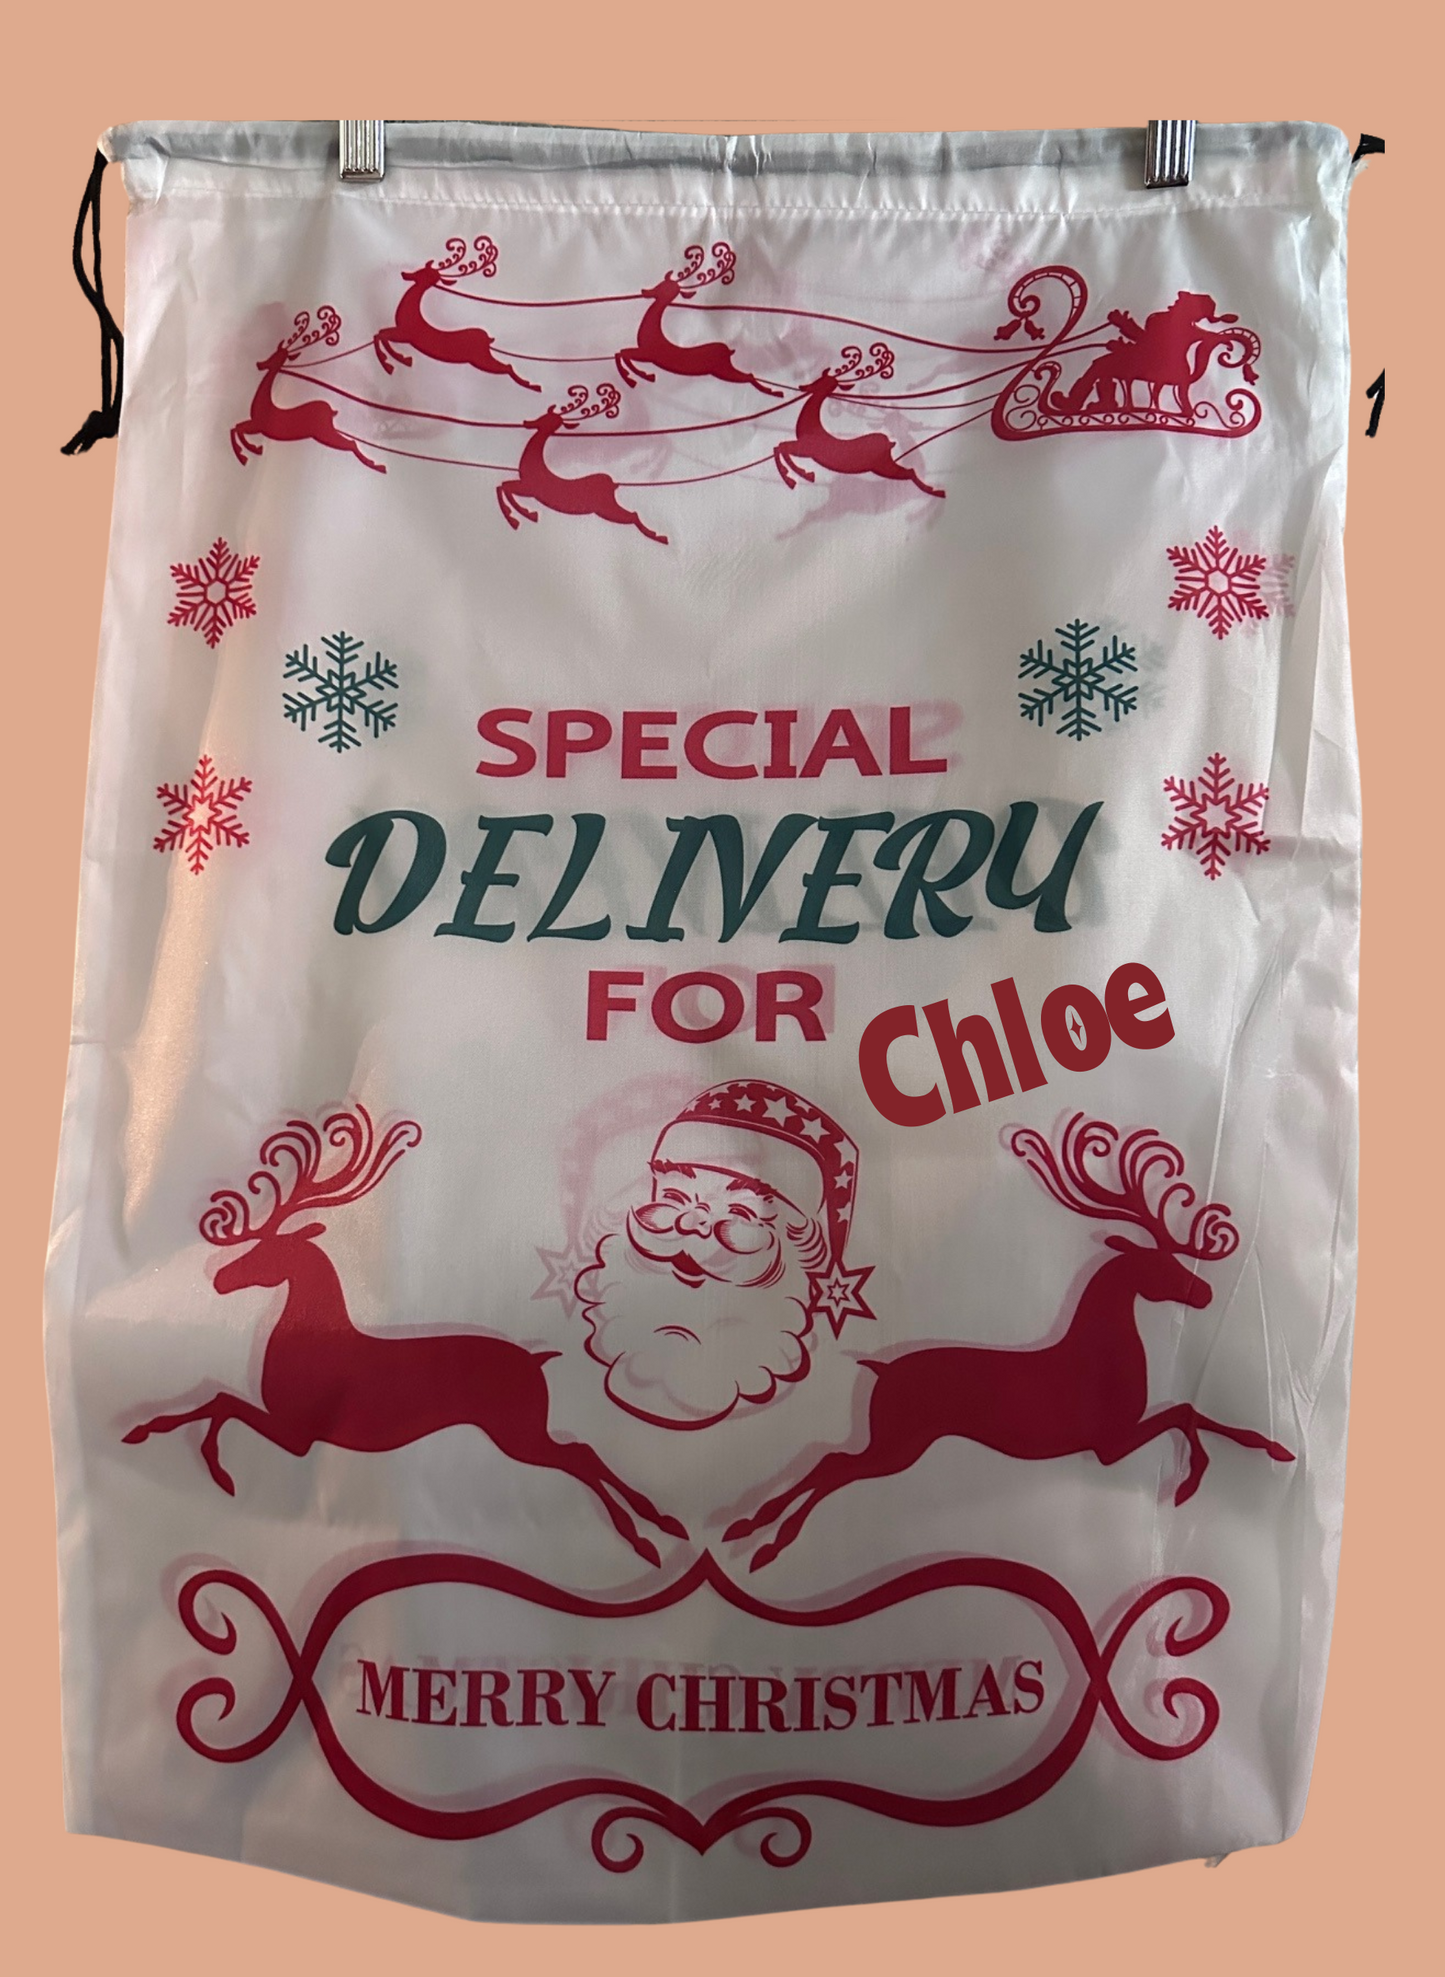 SPECIAL
DELIVERY
FOR Chloe
MERRY CHRISTMAS